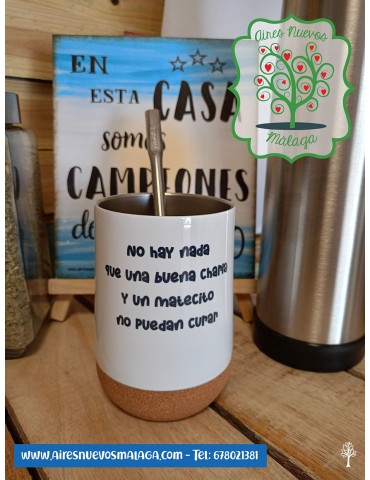 Aires Nuevos
Málaga
EN
ESTA CASA
somos
CAMPEONES
No hay nada
que una buena charla
y un matecito
no puedan curar
www.airesnuevosmalaga.com - Tel: 678021381